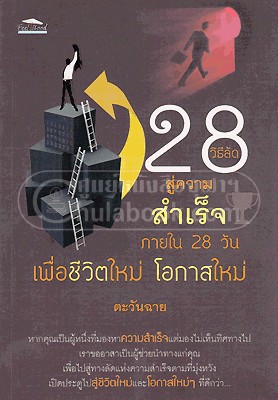 Feel Good
28
วิธีลัด
สู่ความ
สำเร็จ
ภายใน 28 วัน
เพื่อชีวิตใหม่ โอกาสใหม่
ตะวันฉาย
หากคุณเป็นผู้หนึ่งที่มองหาความสำเร็จแต่มองไม่เห็นทิศทางไป
เราขออาสาเป็นผู้ช่วยนำทางแก่คุณ
เพื่อไปสู่ทางลัดแห่งความสำเร็จตามที่มุ่งหวัง
เปิดประตูไปสู่ชีวิตใหม่และโอกาสใหม่ๆ ที่ดีกว่า...